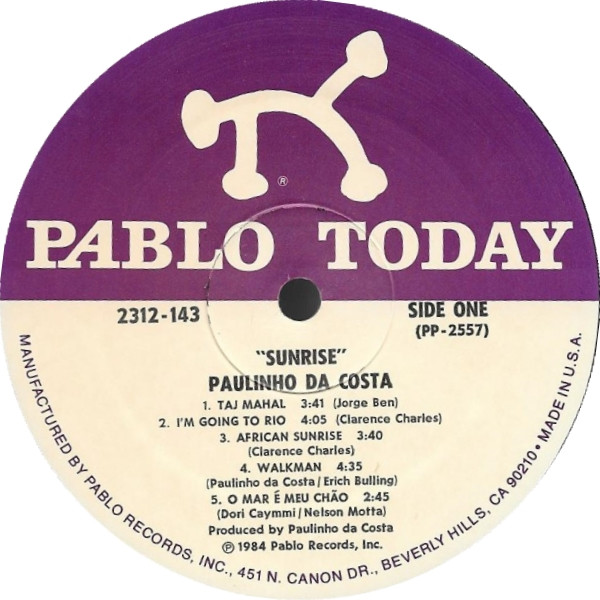 ®
PABLO TODAY
2312-143
SIDE ONE
(PP-2557)
"SUNRISE"
PAULINHO DA COSTA
1. TAJ MAHAL 3:41 (Jorge Ben)
2. I'M GOING TO RIO 4:05 (Clarence Charles)
3. AFRICAN SUNRISE 3:40
(Clarence Charles)
4. WALKMAN 4:35
(Paulinho da Costa/Erich Bulling)
5. O MAR É MEU CHÃO 2:45
(Dori Caymmi/Nelson Motta)
Produced by Paulinho da Costa
℗ 1984 Pablo Records, Inc.
MANUFACTURED BY PABLO RECORDS, INC., 451 N. CANON DR., BEVERLY HILLS, CA 90210 • MADE IN U.S.A.